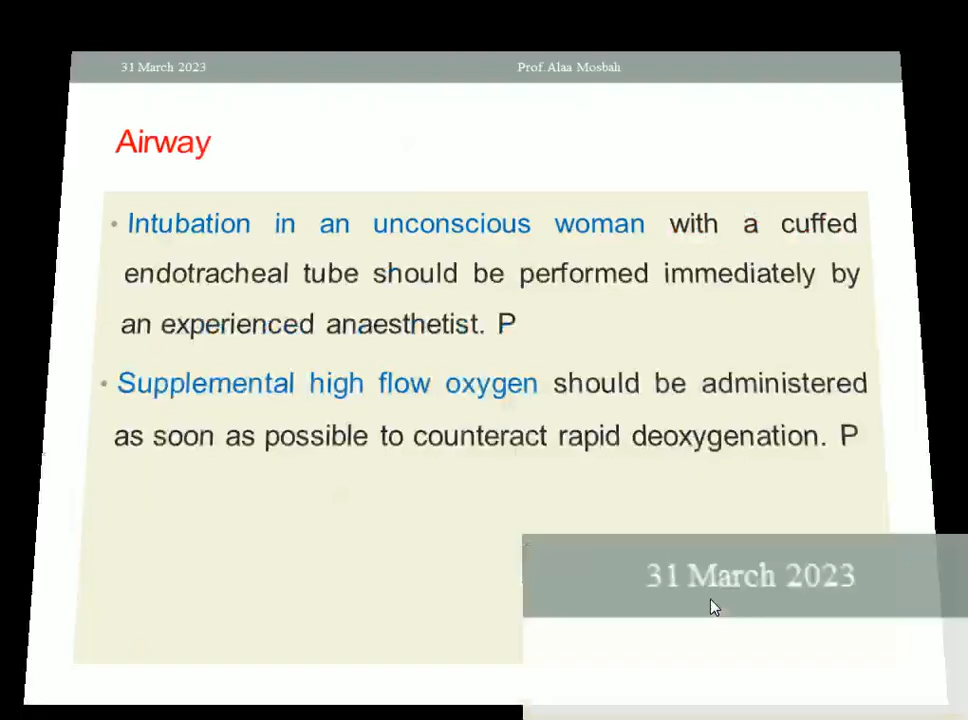 31 March 2023
Prof.Alaa Mosbah
Airway
• Intubation in an unconscious woman with a cuffed
endotracheal tube should be performed immediately by
an experienced anaesthetist. P
• Supplemental high flow oxygen should be administered
as soon as possible to counteract rapid deoxygenation. P
31 March 2023